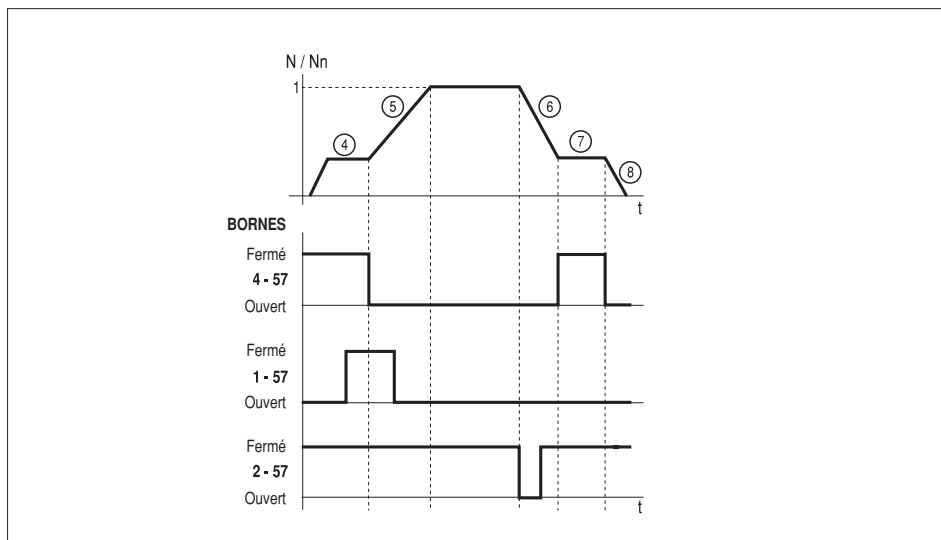 N / Nn
1
4
5
6
7
8
t
BORNES
Fermé
4 - 57
Ouvert
Fermé
1 - 57
Ouvert
Fermé
2 - 57
Ouvert
t